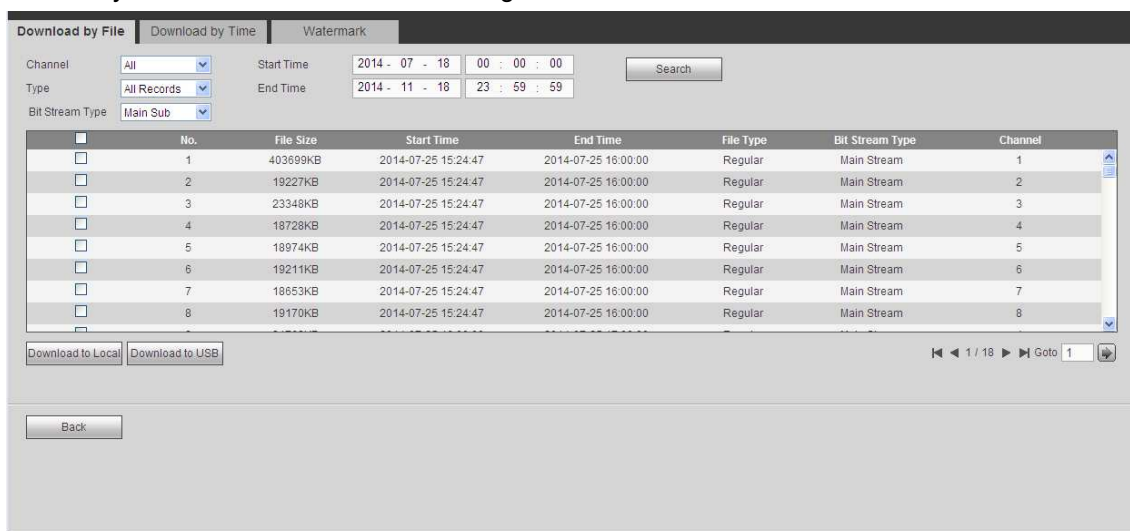 Download by File Download by Time Watermark
Channel All Start Time 2014 - 07 - 18 00 : 00 : 00 Search
Type All Records End Time 2014 - 11 - 18 23 : 59 : 59
Bit Stream Type Main Sub
No. File Size Start Time End Time File Type Bit Stream Type Channel
1 403699KB 2014-07-25 15:24:47 2014-07-25 16:00:00 Regular Main Stream 1
2 19227KB 2014-07-25 15:24:47 2014-07-25 16:00:00 Regular Main Stream 2
3 23348KB 2014-07-25 15:24:47 2014-07-25 16:00:00 Regular Main Stream 3
4 18728KB 2014-07-25 15:24:47 2014-07-25 16:00:00 Regular Main Stream 4
5 18974KB 2014-07-25 15:24:47 2014-07-25 16:00:00 Regular Main Stream 5
6 19211KB 2014-07-25 15:24:47 2014-07-25 16:00:00 Regular Main Stream 6
7 18653KB 2014-07-25 15:24:47 2014-07-25 16:00:00 Regular Main Stream 7
8 19170KB 2014-07-25 15:24:47 2014-07-25 16:00:00 Regular Main Stream 8
Download to Local Download to USB 1 / 18 Goto 1
Back